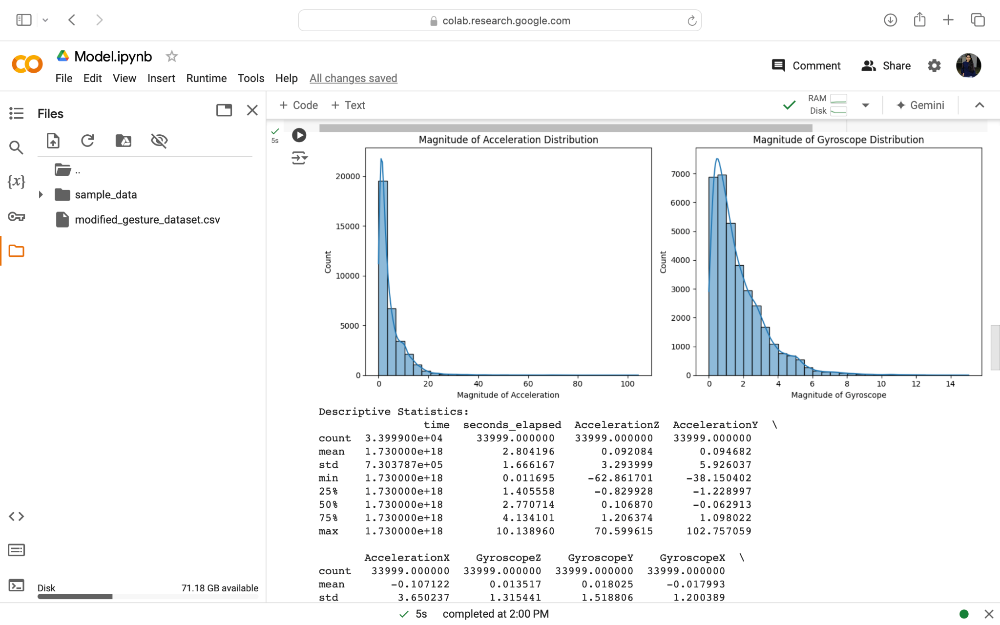 colab.research.google.com
Model.ipynb
Comment
Share
File Edit View Insert Runtime Tools Help All changes saved
Files
+ Code + Text
RAM
Disk
Gemini
..
sample_data
modified_gesture_dataset.csv
{x}
5s
Magnitude of Acceleration Distribution
20000
15000
10000
5000
0
Count
0 20 40 60 80 100
Magnitude of Acceleration
Magnitude of Gyroscope Distribution
7000
6000
5000
4000
3000
2000
1000
0
Count
0 2 4 6 8 10 12 14
Magnitude of Gyroscope
Descriptive Statistics:
time seconds_elapsed AccelerationZ AccelerationY \
count 3.399900e+04 33999.000000 33999.000000 33999.000000
mean 1.730000e+18 2.804196 0.092084 0.094682
std 7.303787e+05 1.666167 3.293999 5.926037
min 1.730000e+18 0.011695 -62.861701 -38.150402
25% 1.730000e+18 1.405558 -0.829928 -1.228997
50% 1.730000e+18 2.770714 0.106870 -0.062913
75% 1.730000e+18 4.134101 1.206374 1.098022
max 1.730000e+18 10.138960 70.599615 102.757059
AccelerationX GyroscopeZ GyroscopeY GyroscopeX \
count 33999.000000 33999.000000 33999.000000 33999.000000
mean -0.107122 0.013517 0.018025 -0.017993
std 3.650237 1.315441 1.518806 1.200389
Disk 71.18 GB available
5s completed at 2:00 PM